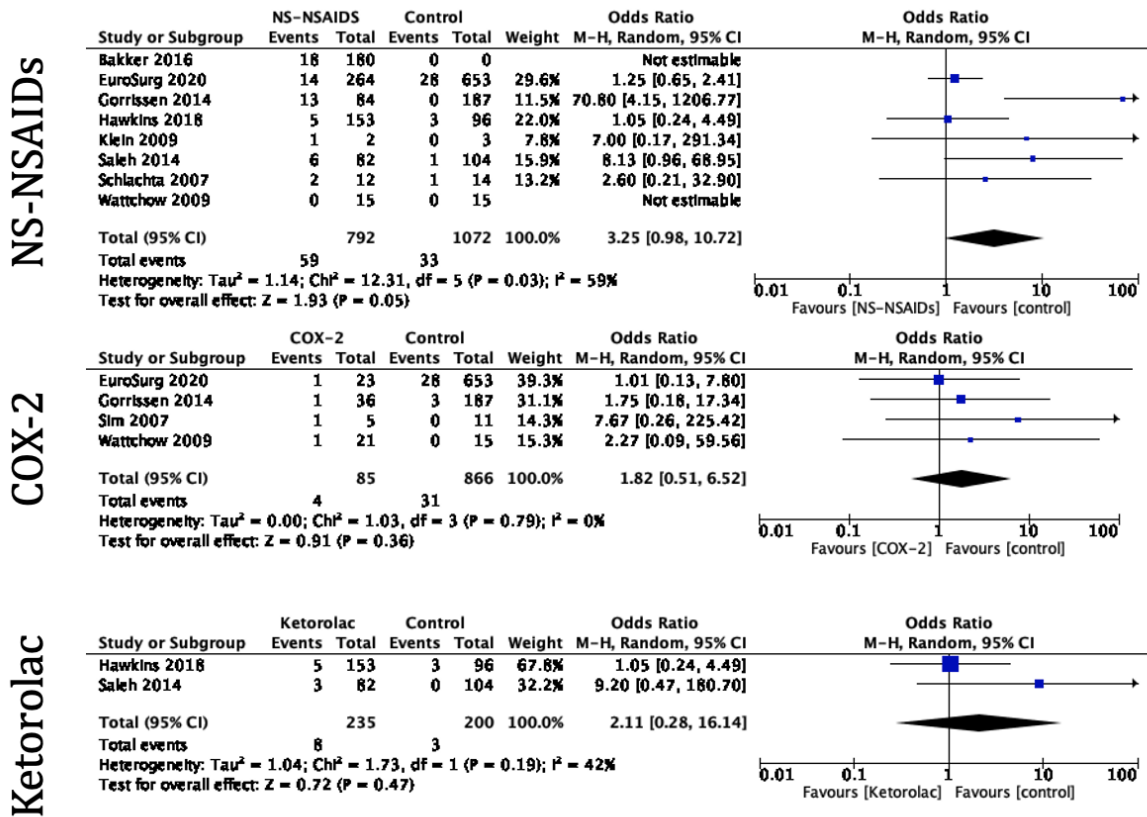 NS-NSAIDs
NS-NSAIDS Control Odds Ratio Odds Ratio
Study or Subgroup Events Total Events Total Weight M-H, Random, 95% CI M-H, Random, 95% CI
Bakker 2016 18 180 0 0 Not estimable
EuroSurg 2020 14 264 28 653 29.6% 1.25 [0.65, 2.41]
Gorrissen 2014 13 84 0 187 11.5% 70.80 [4.15, 1206.77]
Hawkins 2018 5 153 3 96 22.0% 1.05 [0.24, 4.49]
Klein 2009 1 2 0 3 7.8% 7.00 [0.17, 291.34]
Saleh 2014 6 82 1 104 15.9% 8.13 [0.96, 68.95]
Schlachta 2007 2 12 1 14 13.2% 2.60 [0.21, 32.90]
Wattchow 2009 0 15 0 15 Not estimable
Total (95% CI) 792 1072 100.0% 3.25 [0.98, 10.72]
Total events 59 33
Heterogeneity: Tau² = 1.14; Chi² = 12.31, df = 5 (P = 0.03); I² = 59%
Test for overall effect: Z = 1.93 (P = 0.05)
0.01 0.1 1 10 100
Favours [NS-NSAIDs] Favours [control]
COX-2
COX-2 Control Odds Ratio Odds Ratio
Study or Subgroup Events Total Events Total Weight M-H, Random, 95% CI M-H, Random, 95% CI
EuroSurg 2020 1 23 28 653 39.3% 1.01 [0.13, 7.80]
Gorrissen 2014 1 36 3 187 31.1% 1.75 [0.18, 17.34]
Sim 2007 1 5 0 11 14.3% 7.67 [0.26, 225.42]
Wattchow 2009 1 21 0 15 15.3% 2.27 [0.09, 59.56]
Total (95% CI) 85 866 100.0% 1.82 [0.51, 6.52]
Total events 4 31
Heterogeneity: Tau² = 0.00; Chi² = 1.03, df = 3 (P = 0.79); I² = 0%
Test for overall effect: Z = 0.91 (P = 0.36)
0.01 0.1 1 10 100
Favours [COX-2] Favours [control]
Ketorolac
Ketorolac Control Odds Ratio Odds Ratio
Study or Subgroup Events Total Events Total Weight M-H, Random, 95% CI M-H, Random, 95% CI
Hawkins 2018 5 153 3 96 67.8% 1.05 [0.24, 4.49]
Saleh 2014 3 82 0 104 32.2% 9.20 [0.47, 180.70]
Total (95% CI) 235 200 100.0% 2.11 [0.28, 16.14]
Total events 8 3
Heterogeneity: Tau² = 1.04; Chi² = 1.73, df = 1 (P = 0.19); I² = 42%
Test for overall effect: Z = 0.72 (P = 0.47)
0.01 0.1 1 10 100
Favours [Ketorolac] Favours [control]